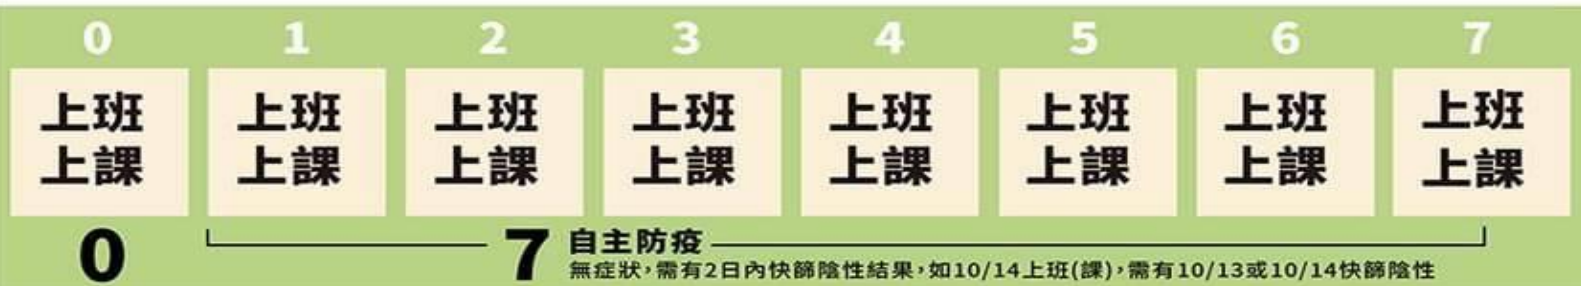 0 1 2 3 4 5 6 7
上班 上班 上班 上班 上班 上班 上班 上班
上課 上課 上課 上課 上課 上課 上課 上課
0 7 自主防疫
無症狀,需有2日內快篩陰性結果,如10/14上班(課),需有10/13或10/14快篩陰性